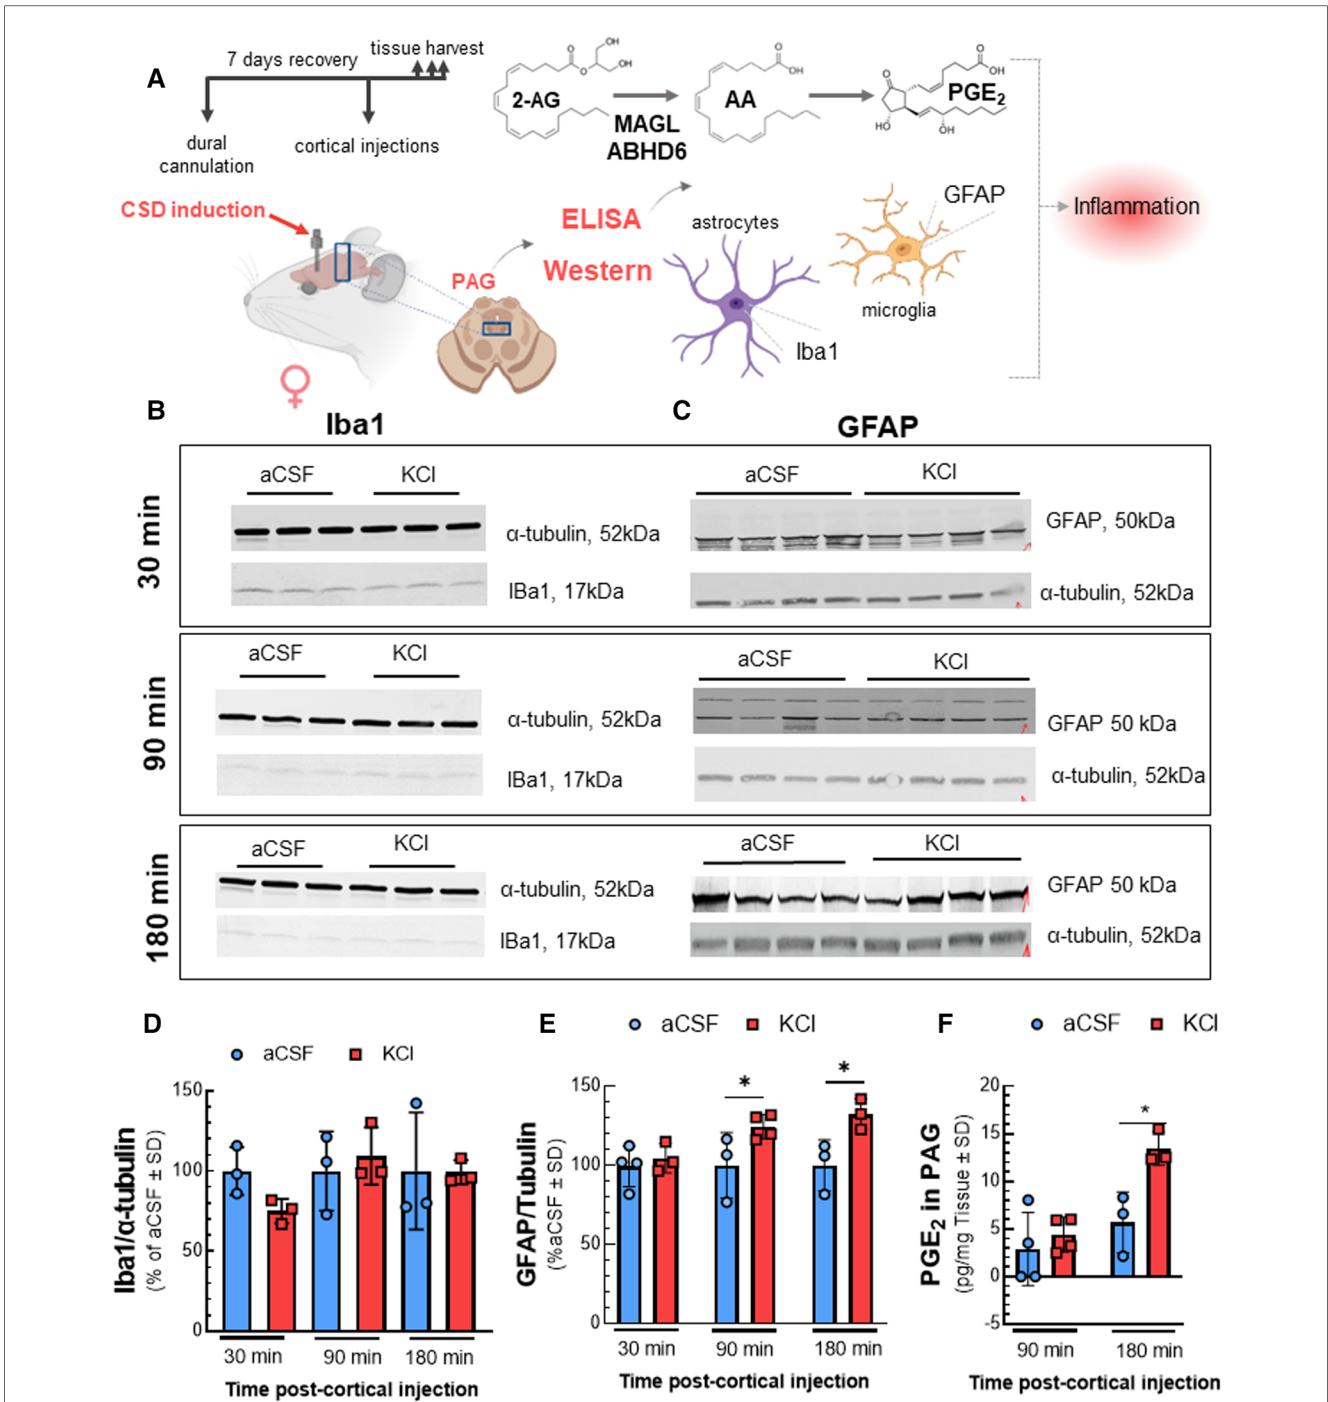 A
7 days recovery
tissue harvest
dural
cannulation
cortical injections
O
OH
O
OH
2-AG
MAGL
ABHD6
O
OH
AA
O
O
OH
PGE2
HO
OH
CSD induction
PAG
ELISA
Western
astrocytes
Iba1
GFAP
microglia
Inflammation
♀
B
Iba1
C
GFAP
30 min
aCSF
KCl
α-tubulin, 52kDa
IBa1, 17kDa
aCSF
KCl
GFAP, 50kDa
α-tubulin, 52kDa
90 min
aCSF
KCl
α-tubulin, 52kDa
IBa1, 17kDa
aCSF
KCl
GFAP 50 kDa
α-tubulin, 52kDa
180 min
aCSF
KCl
α-tubulin, 52kDa
IBa1, 17kDa
aCSF
KCl
GFAP 50 kDa
α-tubulin, 52kDa
D
aCSF KCl
Iba1/α-tubulin
(% of aCSF ± SD)
150
100
50
0
30 min 90 min 180 min
Time post-cortical injection
E
aCSF KCl
GFAP/Tubulin
(%aCSF ± SD)
150
100
50
0
* *
30 min 90 min 180 min
Time post-cortical injection
F
aCSF KCl
PGE2 in PAG
(pg/mg Tissue ± SD)
20
15
10
5
0
-5
*
90 min 180 min
Time post-cortical injection